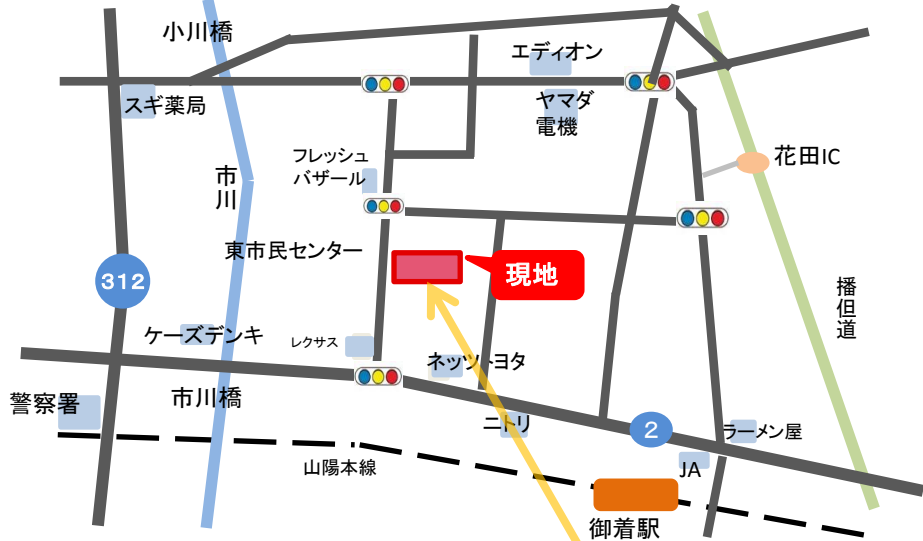 小川橋
エディオン
スギ薬局
ヤマダ
電機
フレッシュ
バザール
花田IC
市川
東市民センター
現地
312
播但道
ケーズデンキ
レクサス
ネッツトヨタ
市川橋
警察署
ニトリ
2
ラーメン屋
山陽本線
JA
御着駅